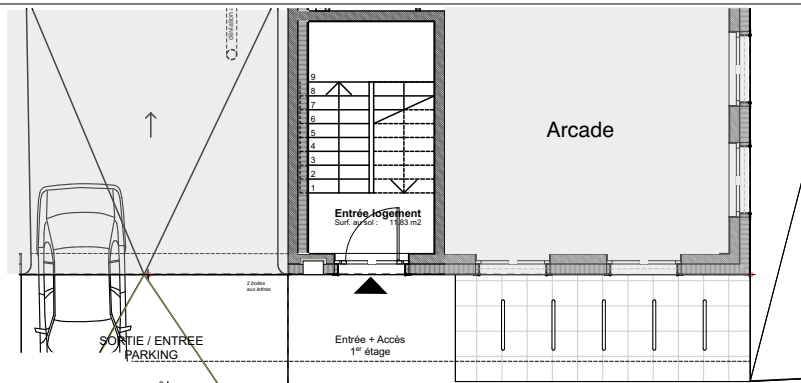 déviation
9
8
7
6
5
4
3
2
1
Arcade
Entrée logement
Surf. au sol : 11.83 m2
2 boîtes
aux lettres
SORTIE / ENTREE
PARKING
Entrée + Accès
1er étage